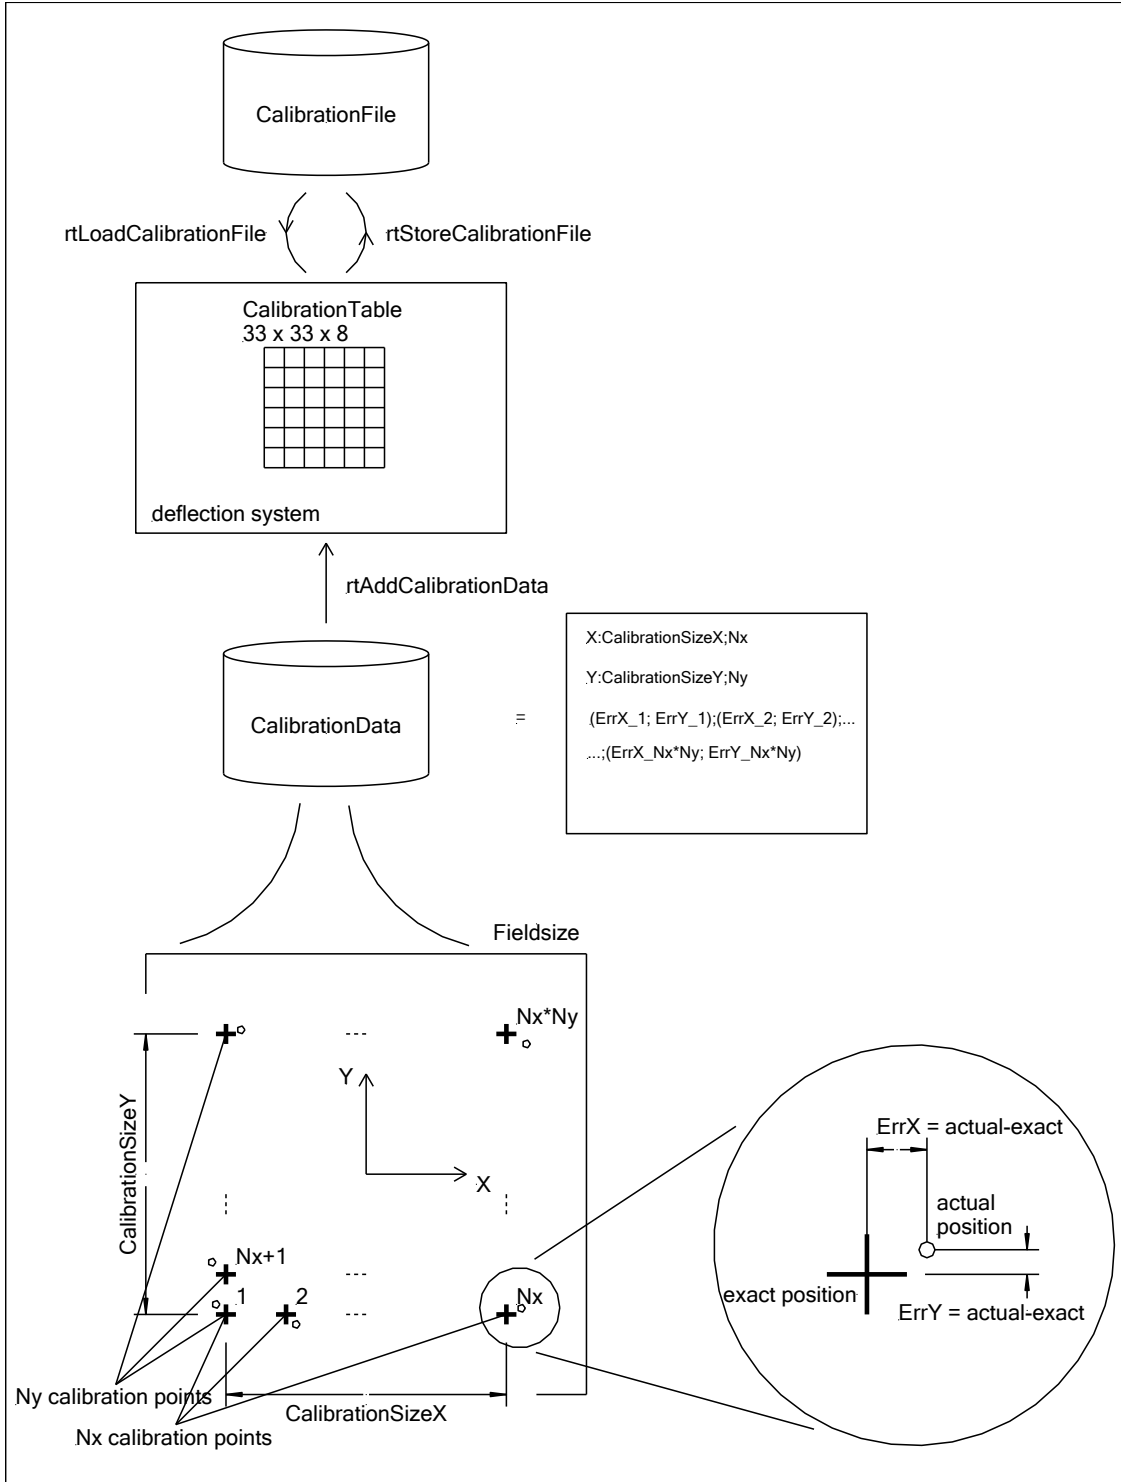 CalibrationFile
rtLoadCalibrationFile
rtStoreCalibrationFile
CalibrationTable
33 x 33 x 8
deflection system
rtAddCalibrationData
CalibrationData
=
X:CalibrationSizeX;Nx
Y:CalibrationSizeY;Ny
(ErrX_1; ErrY_1);(ErrX_2; ErrY_2);...
...;(ErrX_Nx*Ny; ErrY_Nx*Ny)
Fieldsize
Nx*Ny
Y
X
CalibrationSizeY
Nx+1
1
2
Nx
ErrX = actual-exact
actual
position
exact position
ErrY = actual-exact
Ny calibration points
CalibrationSizeX
Nx calibration points